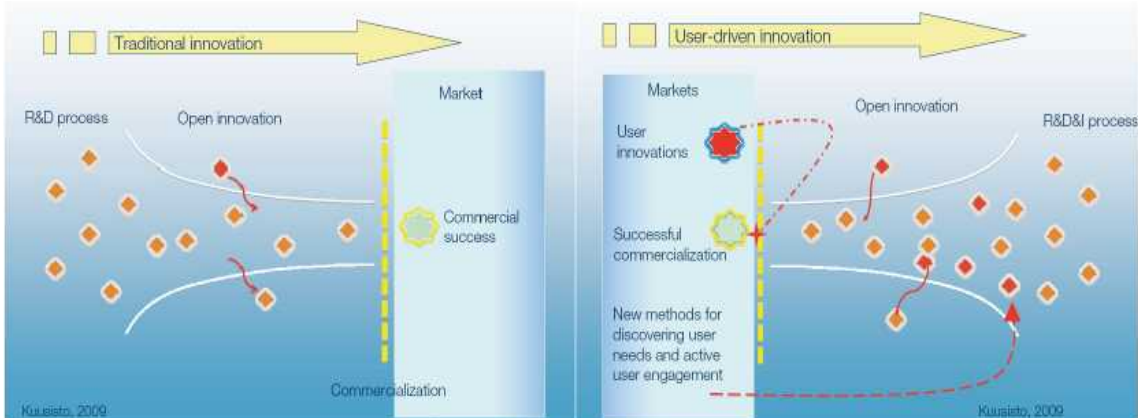 Traditional innovation
Market
R&D process
Open innovation
Commercial
success
Commercialization
Kuusisto, 2009
User-driven innovation
Markets
Open innovation
R&D&I process
User
innovations
Successful
commercialization
New methods for
discovering user
needs and active
user engagement
Kuusisto, 2009